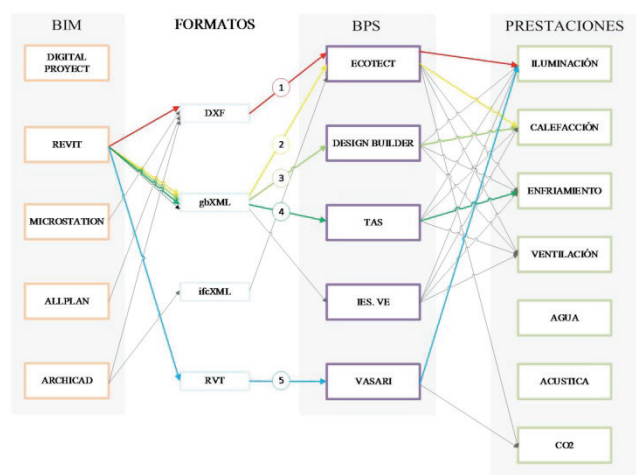 BIM
FORMATOS
BPS
PRESTACIONES
DIGITAL
PROYECT
REVIT
MICROSTATION
ALLPLAN
ARCHICAD
DXF
gbXML
ifcXML
RVT
1
2
3
4
5
ECOTECT
DESIGN BUILDER
TAS
IES. VE
VASARI
ILUMINACIÓN
CALEFACCIÓN
ENFRIAMIENTO
VENTILACIÓN
AGUA
ACUSTICA
CO2